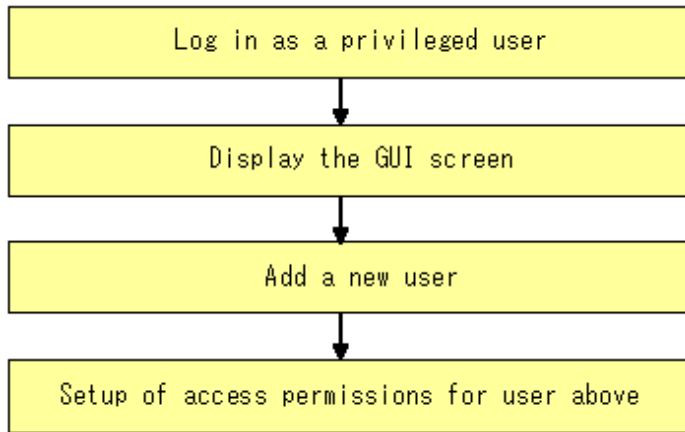 Log in as a privileged user
Display the GUI screen
Add a new user
Setup of access permissions for user above